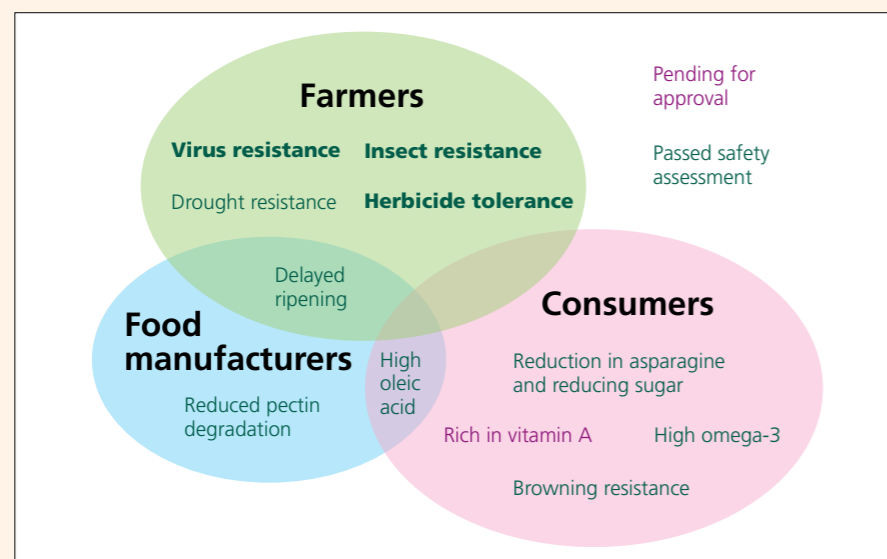 Farmers
Virus resistance
Insect resistance
Drought resistance
Herbicide tolerance
Pending for
approval
Passed safety
assessment
Delayed
ripening
Food
manufacturers
Reduced pectin
degradation
High
oleic
acid
Consumers
Reduction in asparagine
and reducing sugar
Rich in vitamin A
High omega-3
Browning resistance